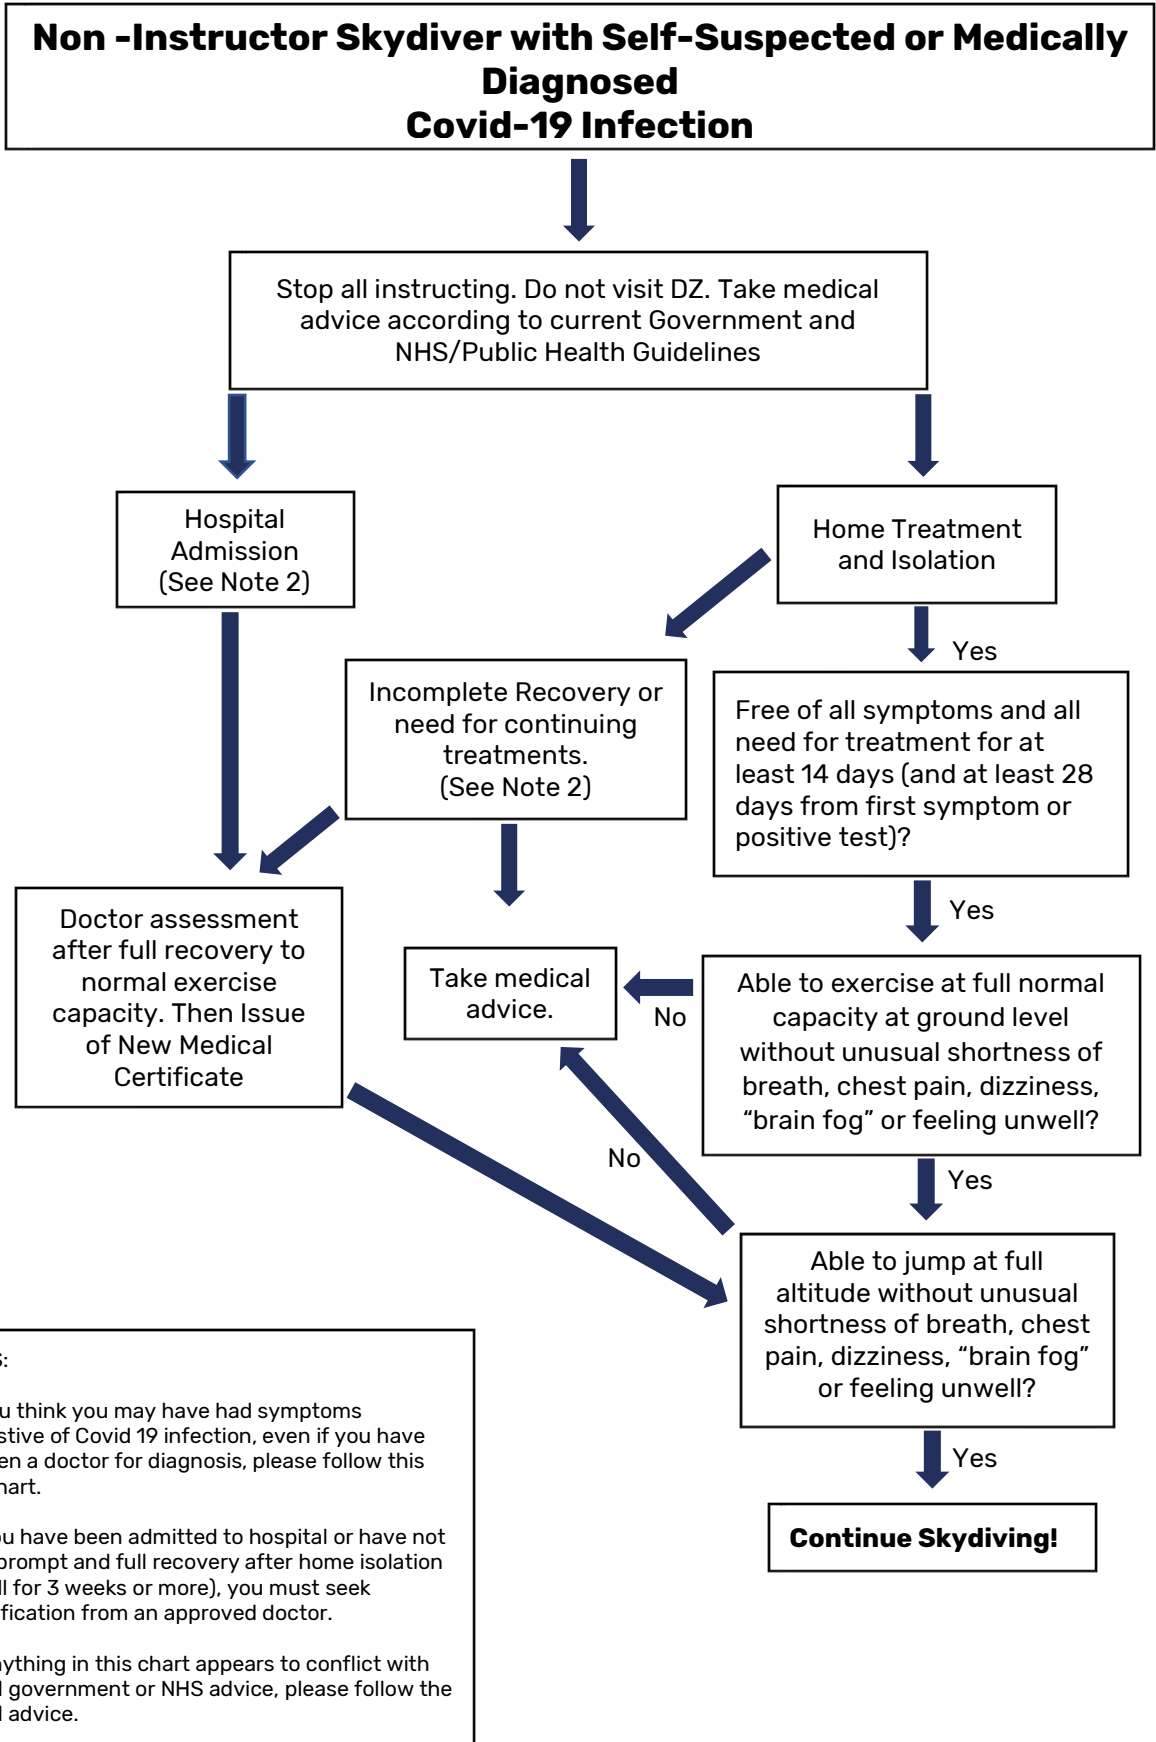 Non -Instructor Skydiver with Self-Suspected or Medically
Diagnosed
Covid-19 Infection
Stop all instructing. Do not visit DZ. Take medical
advice according to current Government and
NHS/Public Health Guidelines
Hospital
Admission
(See Note 2)
Home Treatment
and Isolation
Yes
Incomplete Recovery or
need for continuing
treatments.
(See Note 2)
Free of all symptoms and all
need for treatment for at
least 14 days (and at least 28
days from first symptom or
positive test)?
Yes
Doctor assessment
after full recovery to
normal exercise
capacity. Then Issue
of New Medical
Certificate
Take medical
advice.
No
Able to exercise at full normal
capacity at ground level
without unusual shortness of
breath, chest pain, dizziness,
“brain fog” or feeling unwell?
No
Yes
Able to jump at full
altitude without unusual
shortness of breath, chest
pain, dizziness, “brain fog”
or feeling unwell?
Yes
Continue Skydiving!
think you may have had symptoms
of Covid 19 infection, even if you have
a doctor for diagnosis, please follow this
have been admitted to hospital or have not
prompt and full recovery after home isolation
for 3 weeks or more), you must seek
from an approved doctor.
in this chart appears to conflict with
government or NHS advice, please follow the
advice.